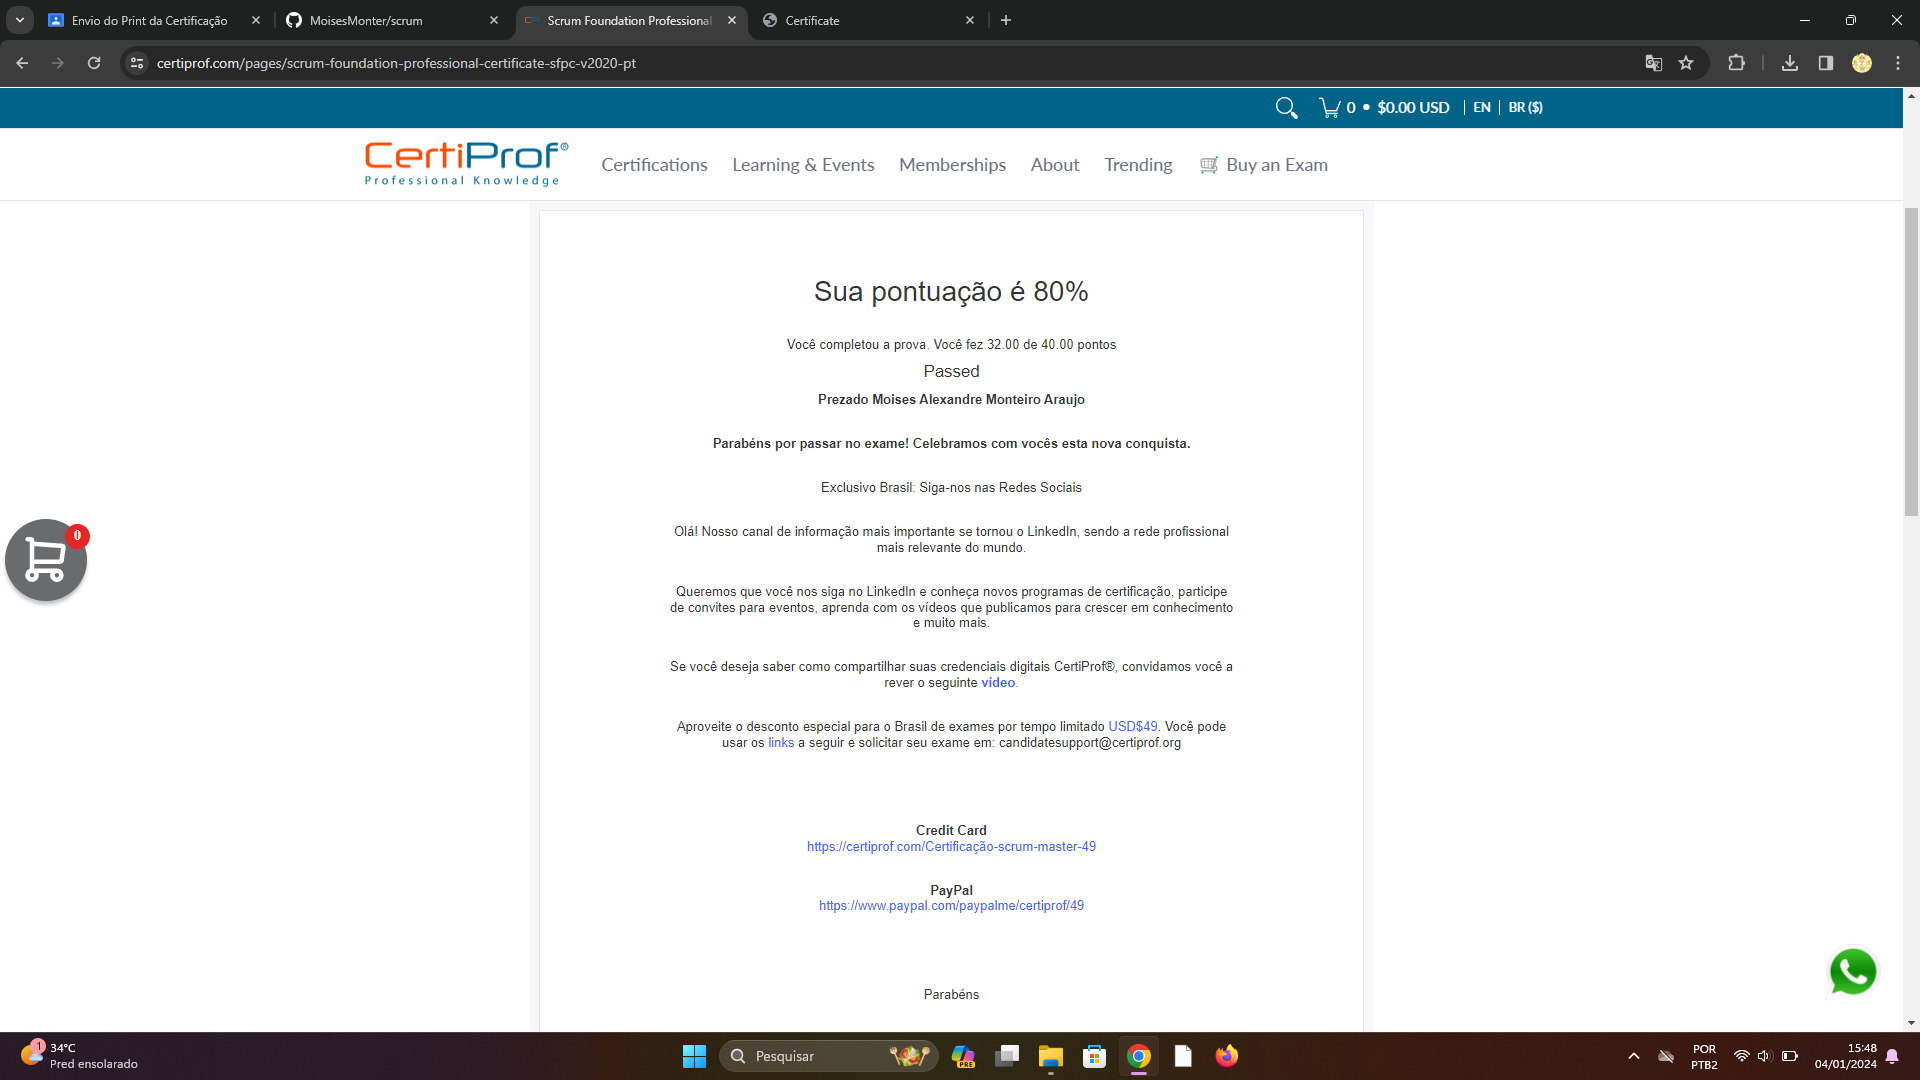 Envio do Print da Certificação
MoisesMonter/scrum
Scrum Foundation Professional
Certificate
certiprof.com/pages/scrum-foundation-professional-certificate-sfpc-v2020-pt
0 • $0.00 USD | EN | BR ($)
CertiProf®
Professional Knowledge
Certifications Learning & Events Memberships About Trending Buy an Exam
Sua pontuação é 80%
Você completou a prova. Você fez 32.00 de 40.00 pontos
Passed
Prezado Moises Alexandre Monteiro Araujo
Parabéns por passar no exame! Celebramos com vocês esta nova conquista.
Exclusivo Brasil: Siga-nos nas Redes Sociais
0
Olá! Nosso canal de informação mais importante se tornou o LinkedIn, sendo a rede profissional
mais relevante do mundo.
Queremos que você nos siga no LinkedIn e conheça novos programas de certificação, participe
de convites para eventos, aprenda com os vídeos que publicamos para crescer em conhecimento
e muito mais.
Se você deseja saber como compartilhar suas credenciais digitais CertiProf®, convidamos você a
rever o seguinte vídeo.
Aproveite o desconto especial para o Brasil de exames por tempo limitado USD$49. Você pode
usar os links a seguir e solicitar seu exame em: candidatesupport@certiprof.org
Credit Card
https://certiprof.com/Certificação-scrum-master-49
PayPal
https://www.paypal.com/paypalme/certiprof/49
Parabéns
1
34°C
Pred ensolarado
Pesquisar
PRE
POR
PTB2
15:48
04/01/2024